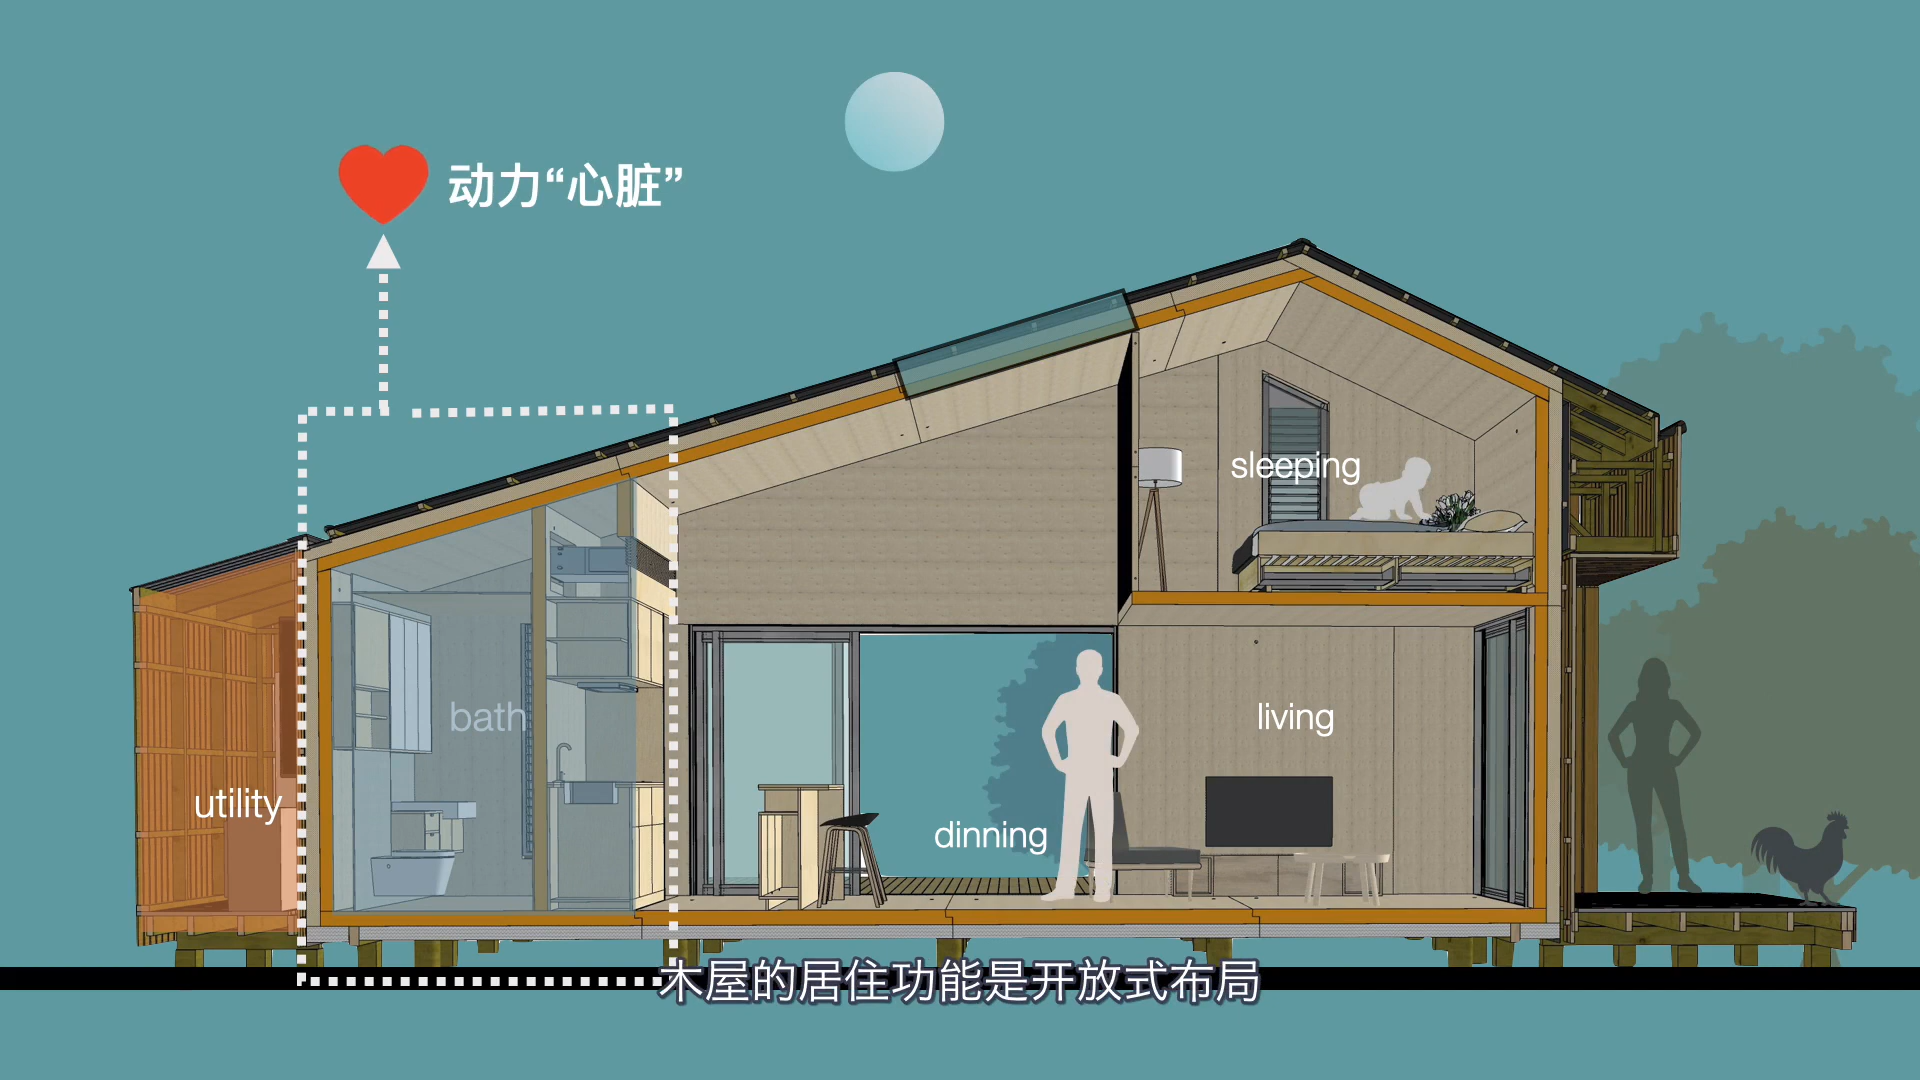 动力“心脏”
sleeping
bath
living
utility
dinning
木屋的居住功能是开放式布局